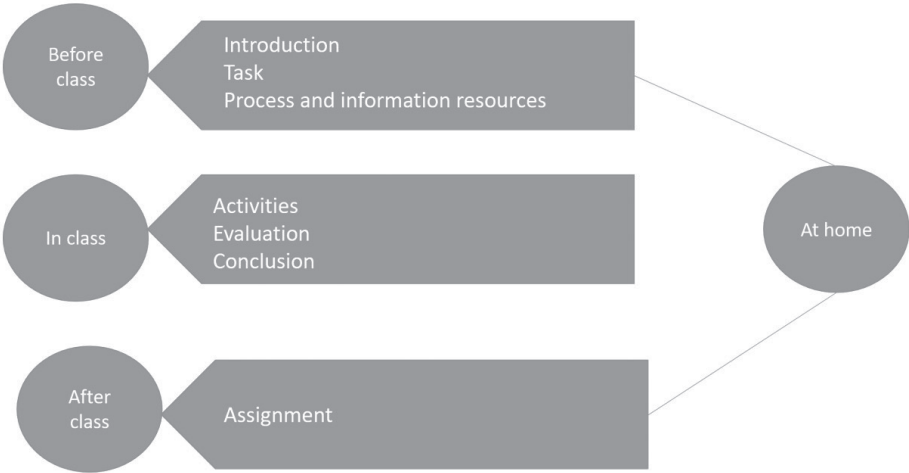 Before
class
Introduction
Task
Process and information resources
In class
Activities
Evaluation
Conclusion
At home
After
class
Assignment